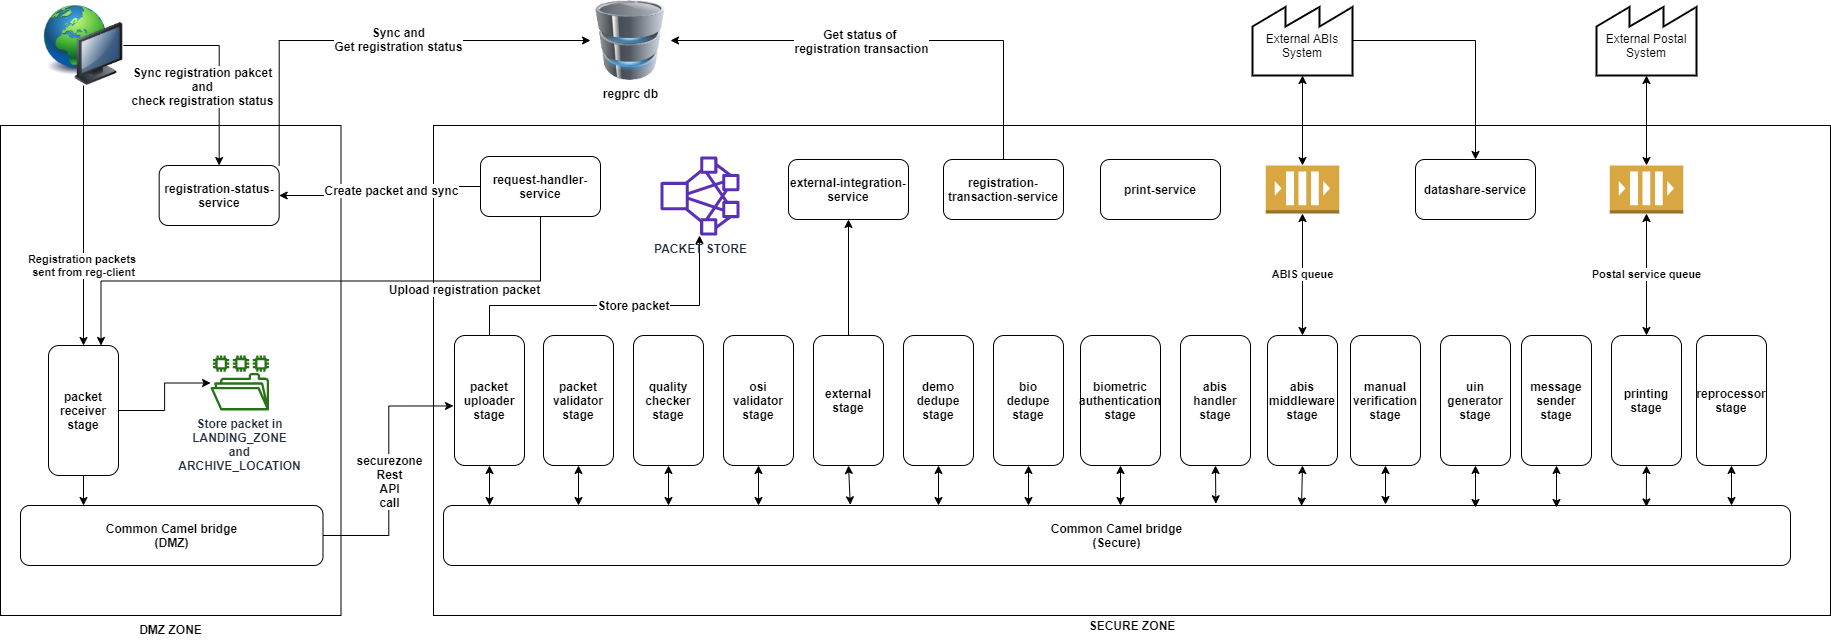 Sync and
Get registration status
Get status of
registration transaction
External ABIs
System
External Postal
System
Sync registration pakcet
and
check registration status
regprc db
registration-status-
service
Create packet and sync
request-handler-
service
external-integration-
service
registration-
transaction-service
print-service
datashare-service
PACKET STORE
Registration packets
sent from reg-client
Upload registration packet
Store packet
ABIS queue
Postal service queue
packet
receiver
stage
Store packet in
LANDING_ZONE
and
ARCHIVE_LOCATION
securezone
Rest
API
call
packet
uploader
stage
packet
validator
stage
quality
checker
stage
osi
validator
stage
external
stage
demo
dedupe
stage
bio
dedupe
stage
biometric
authentication
stage
abis
handler
stage
abis
middleware
stage
manual
verification
stage
uin
generator
stage
message
sender
stage
printing
stage
reprocessor
stage
Common Camel bridge
(DMZ)
Common Camel bridge
(Secure)
DMZ ZONE
SECURE ZONE